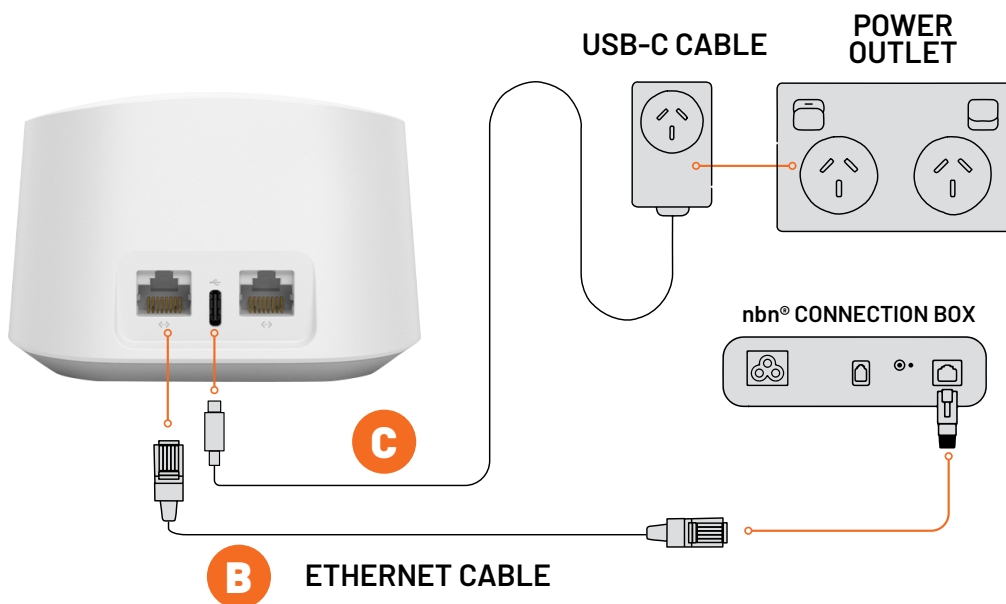 USB-C CABLE
POWER
OUTLET
nbn® CONNECTION BOX
C
B
ETHERNET CABLE